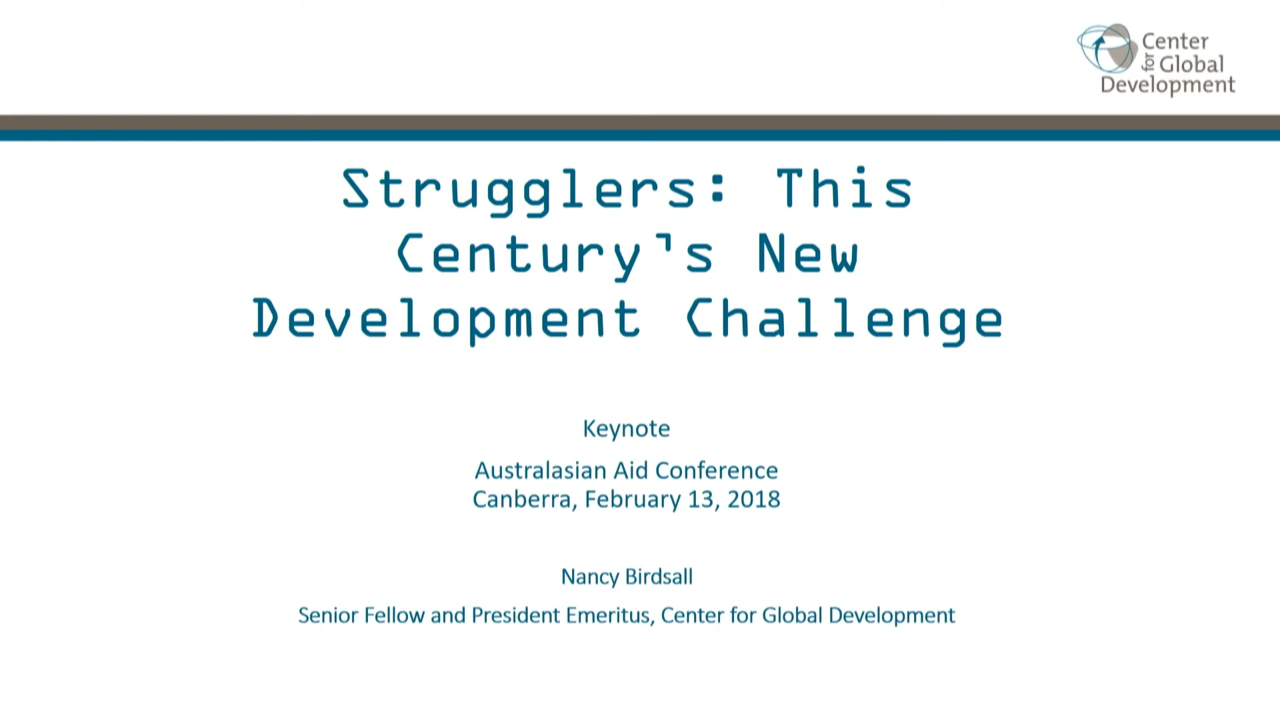 Center
for Global
Development
Strugglers: This
Century's New
Development Challenge
Keynote
Australasian Aid Conference
Canberra, February 13, 2018
Nancy Birdsall
Senior Fellow and President Emeritus, Center for Global Development